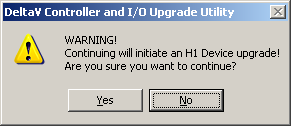 DeltaV Controller and I/O Upgrade Utility
WARNING!
Continuing will initiate an H1 Device upgrade!
Are you sure you want to continue?
Yes
No